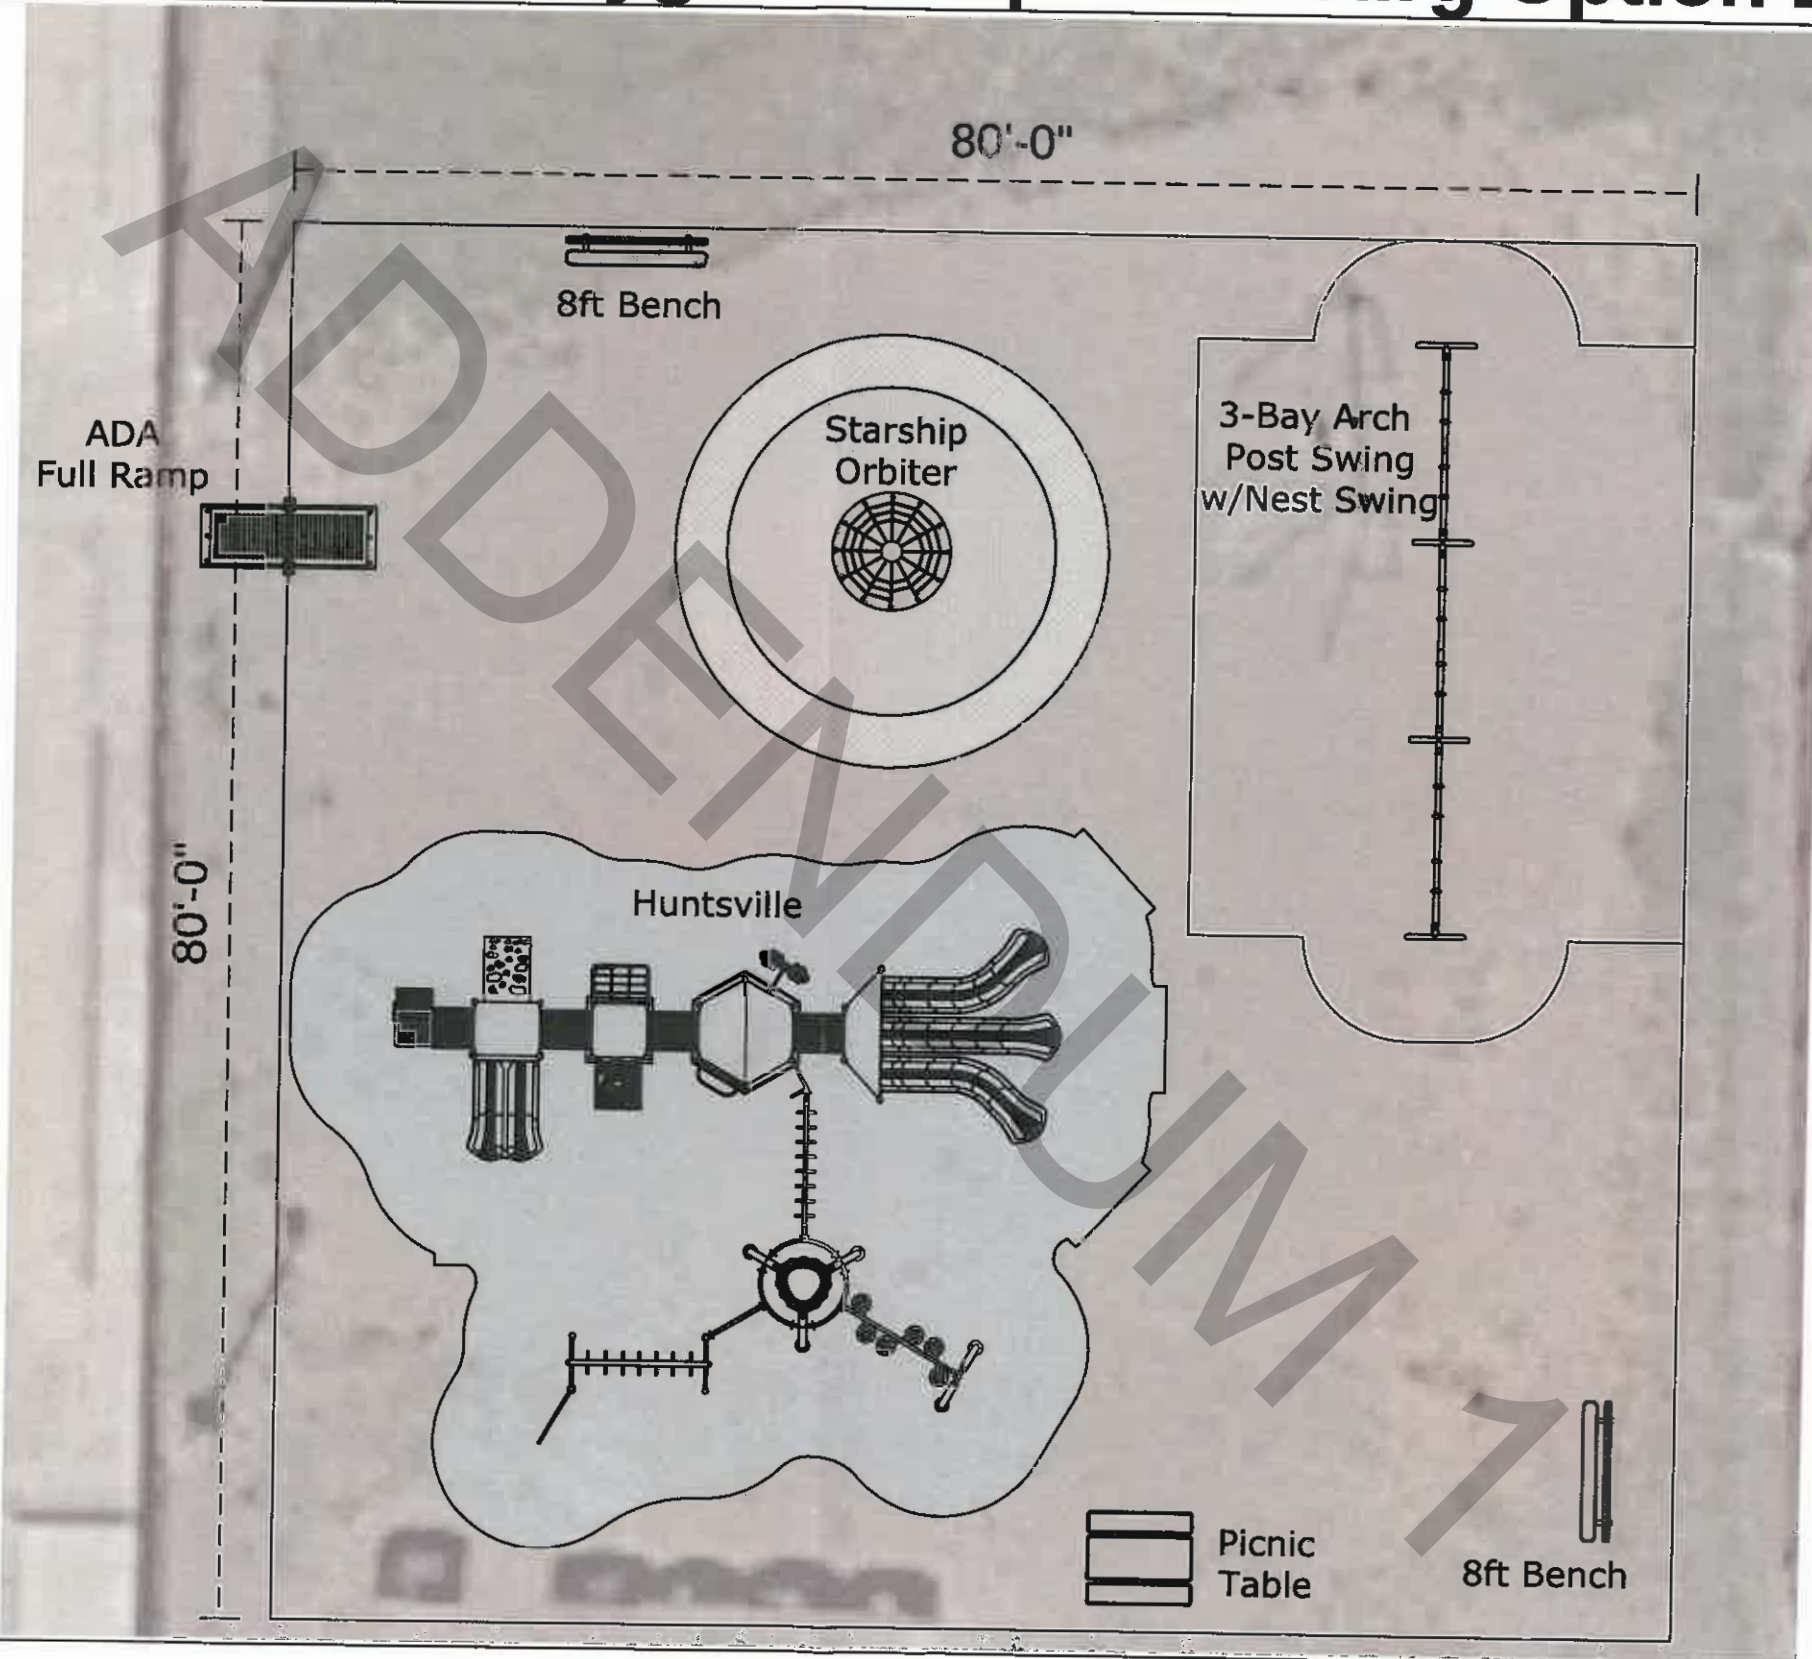 Option
80'-0"
8ft Bench
ADA
Full Ramp
Starship
Orbiter
3-Bay Arch
Post Swing
w/Nest Swing
80'-0"
Huntsville
Picnic
Table
8ft Bench
ADDENDUM 1